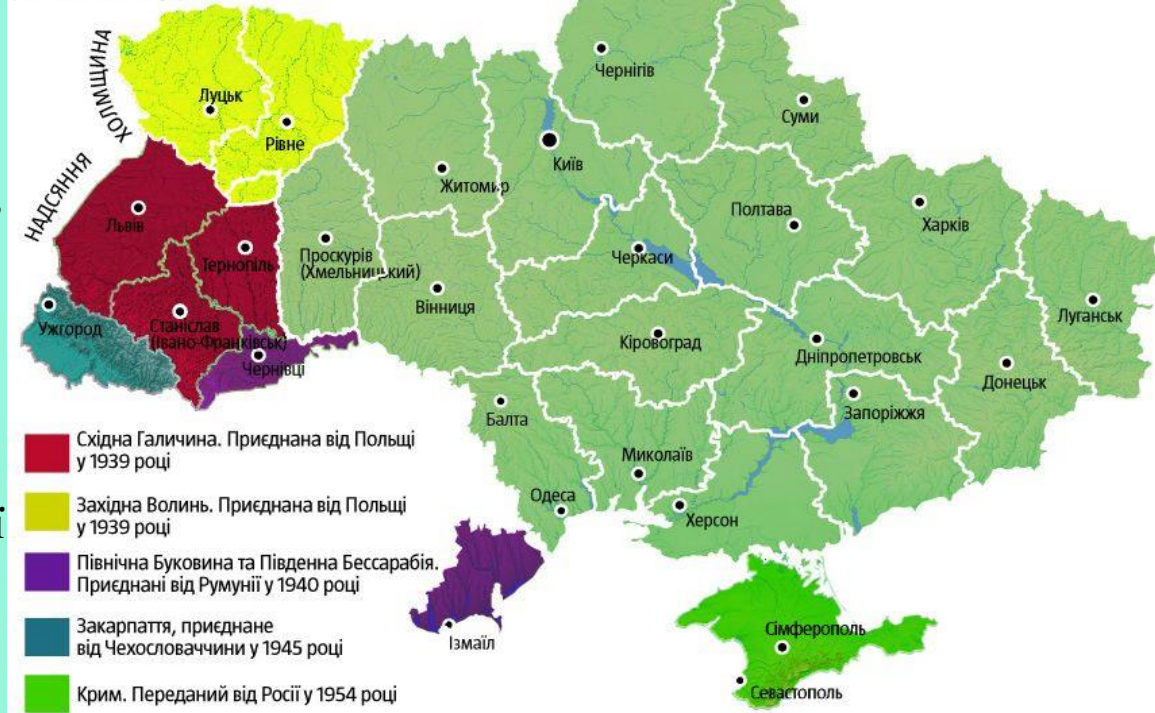 ХОЛМЩИНА
НАДСЯННЯ
Чернігів
Луцьк
Суми
Рівне
Київ
Житомир
Львів
Полтава
Харків
Тернопіль
Проскурів
(Хмельницький)
Черкаси
Вінниця
Ужгород
Станіслав
(Івано-Франківськ)
Луганськ
Кіровоград
Дніпропетровськ
Чернівці
Донецьк
Балта
Запоріжжя
Миколаїв
Одеса
Херсон
Ізмаїл
Сімферополь
Севастополь
Східна Галичина. Приєднана від Польщі
у 1939 році
Західна Волинь. Приєднана від Польщі
у 1939 році
Північна Буковина та Південна Бессарабія.
Приєднані від Румунії у 1940 році
Закарпаття, приєднане
від Чехословаччини у 1945 році
Крим. Переданий від Росії у 1954 році